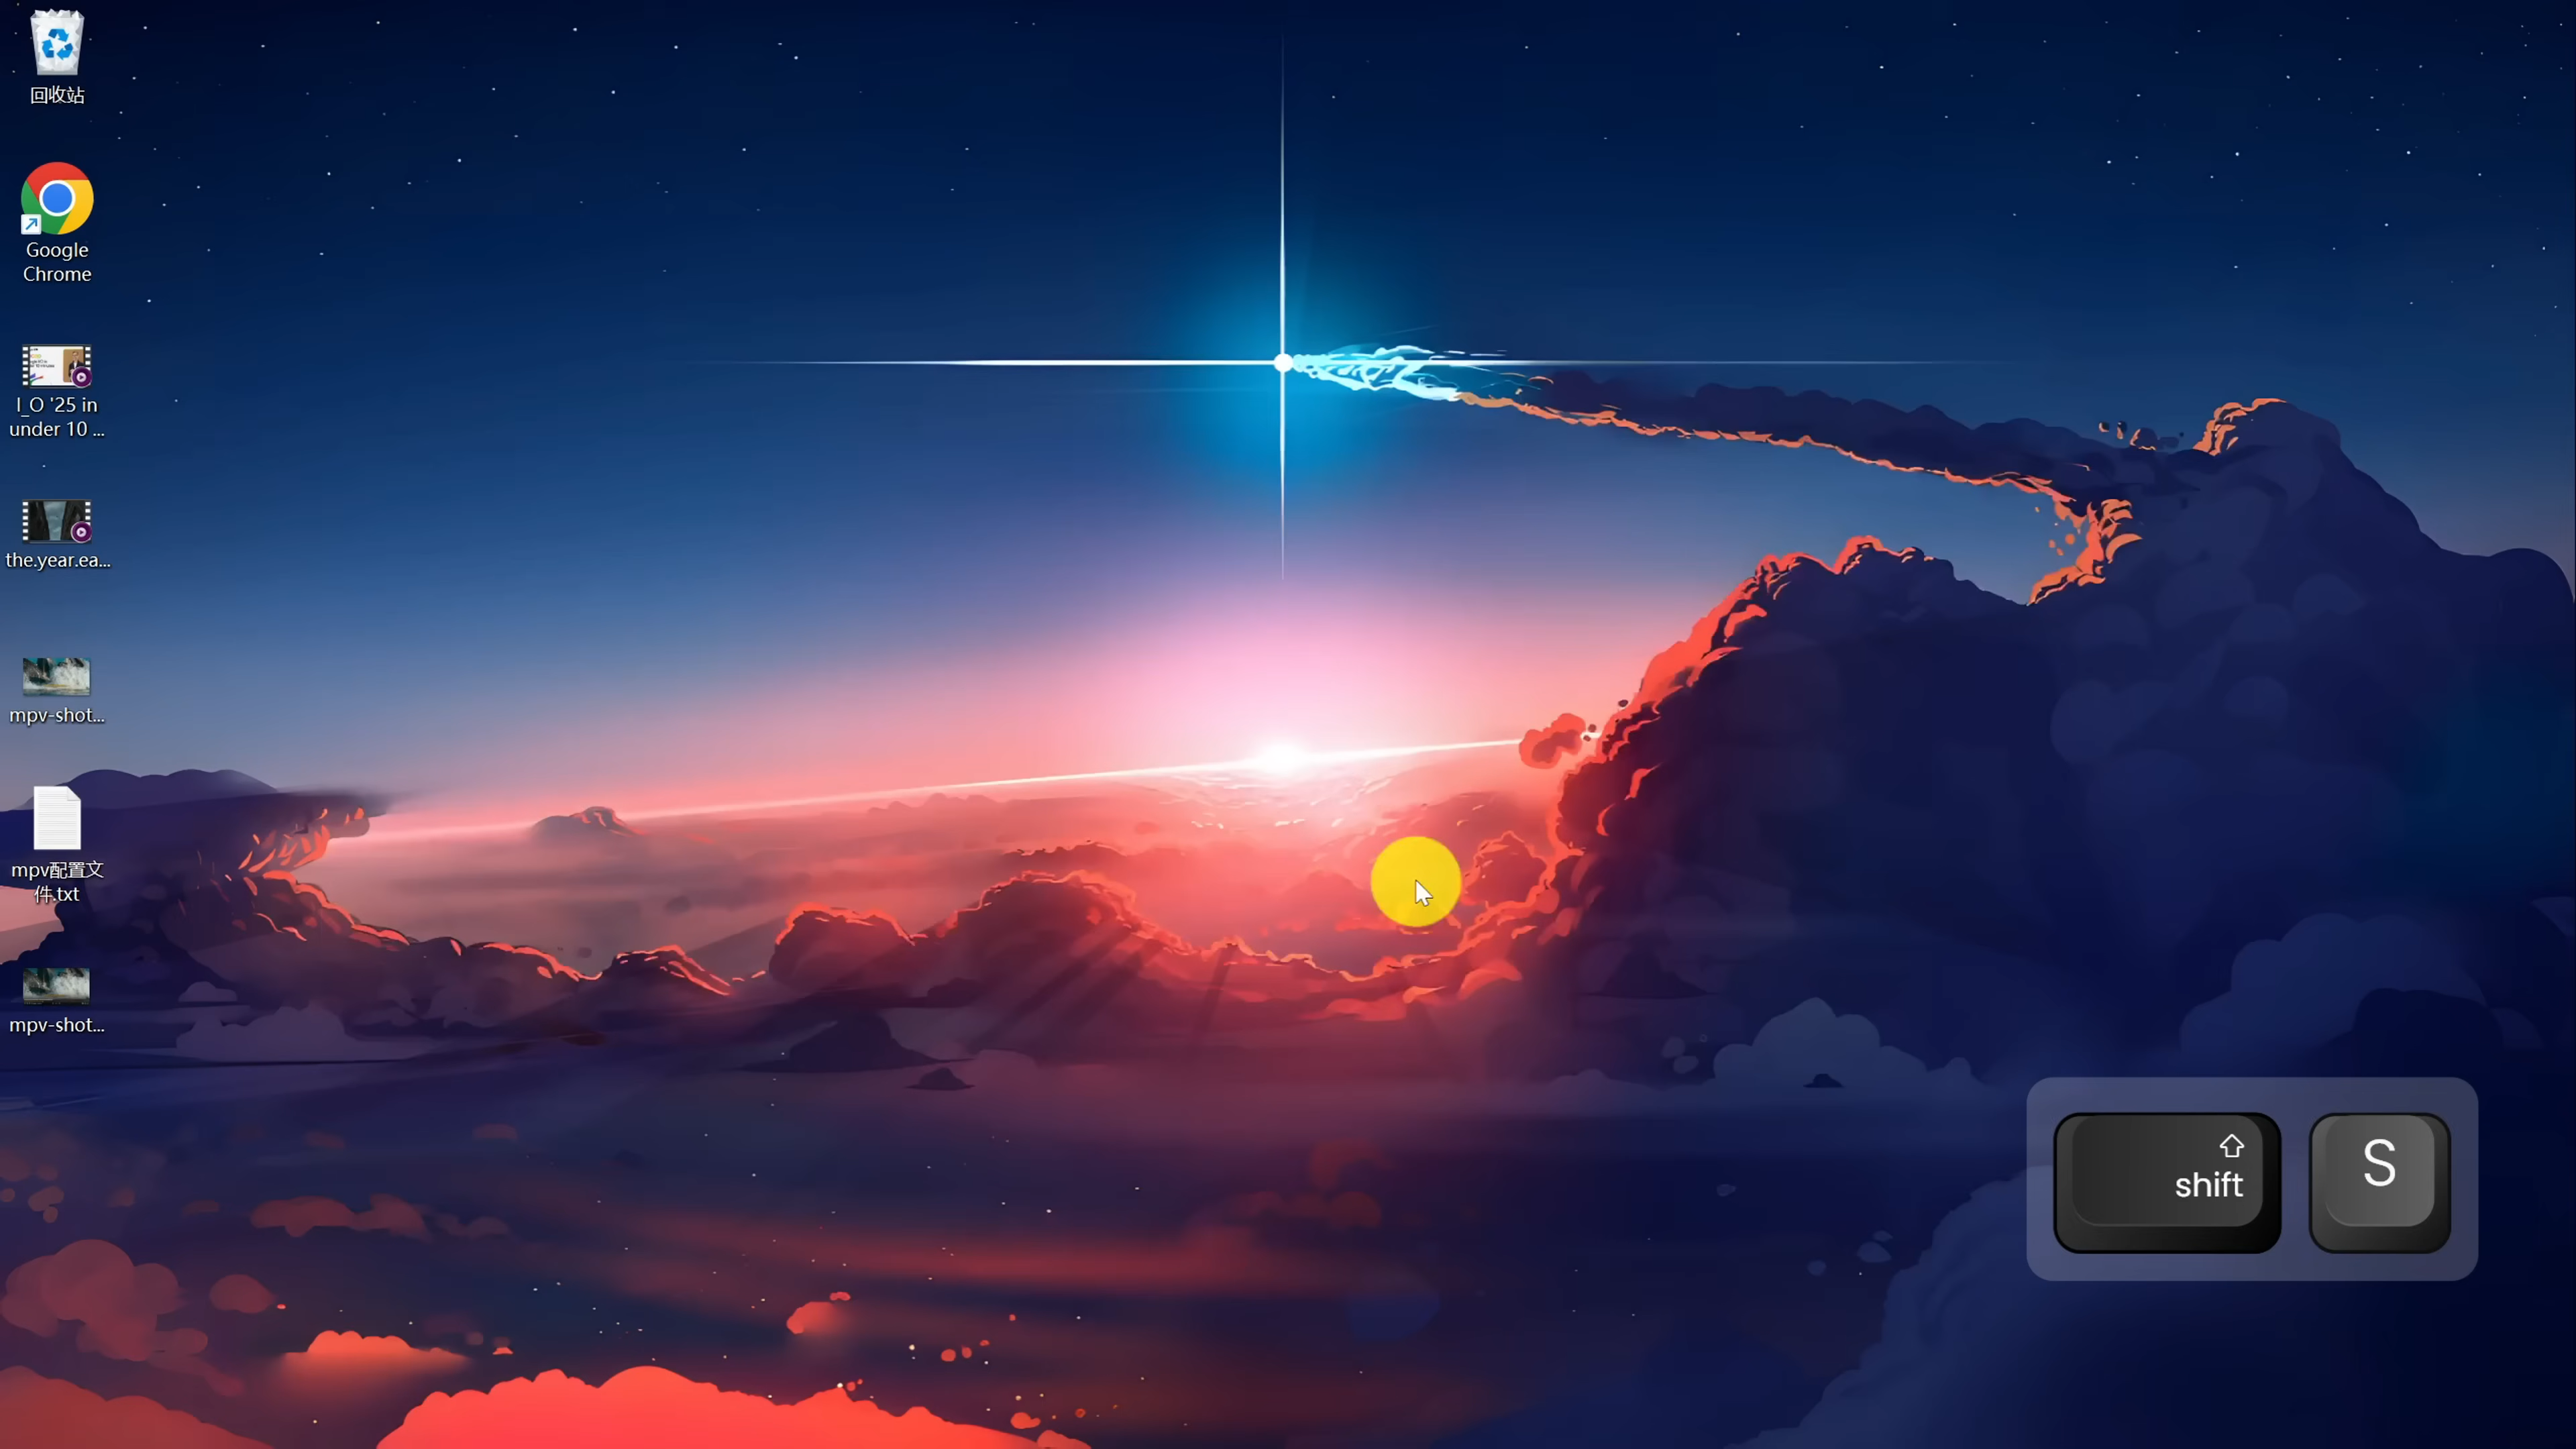 回收站
Google
Chrome
I_O '25 in
under 10 ...
the.year.ea...
mpv-shot...
mpv配置文
件.txt
mpv-shot...
shift
S